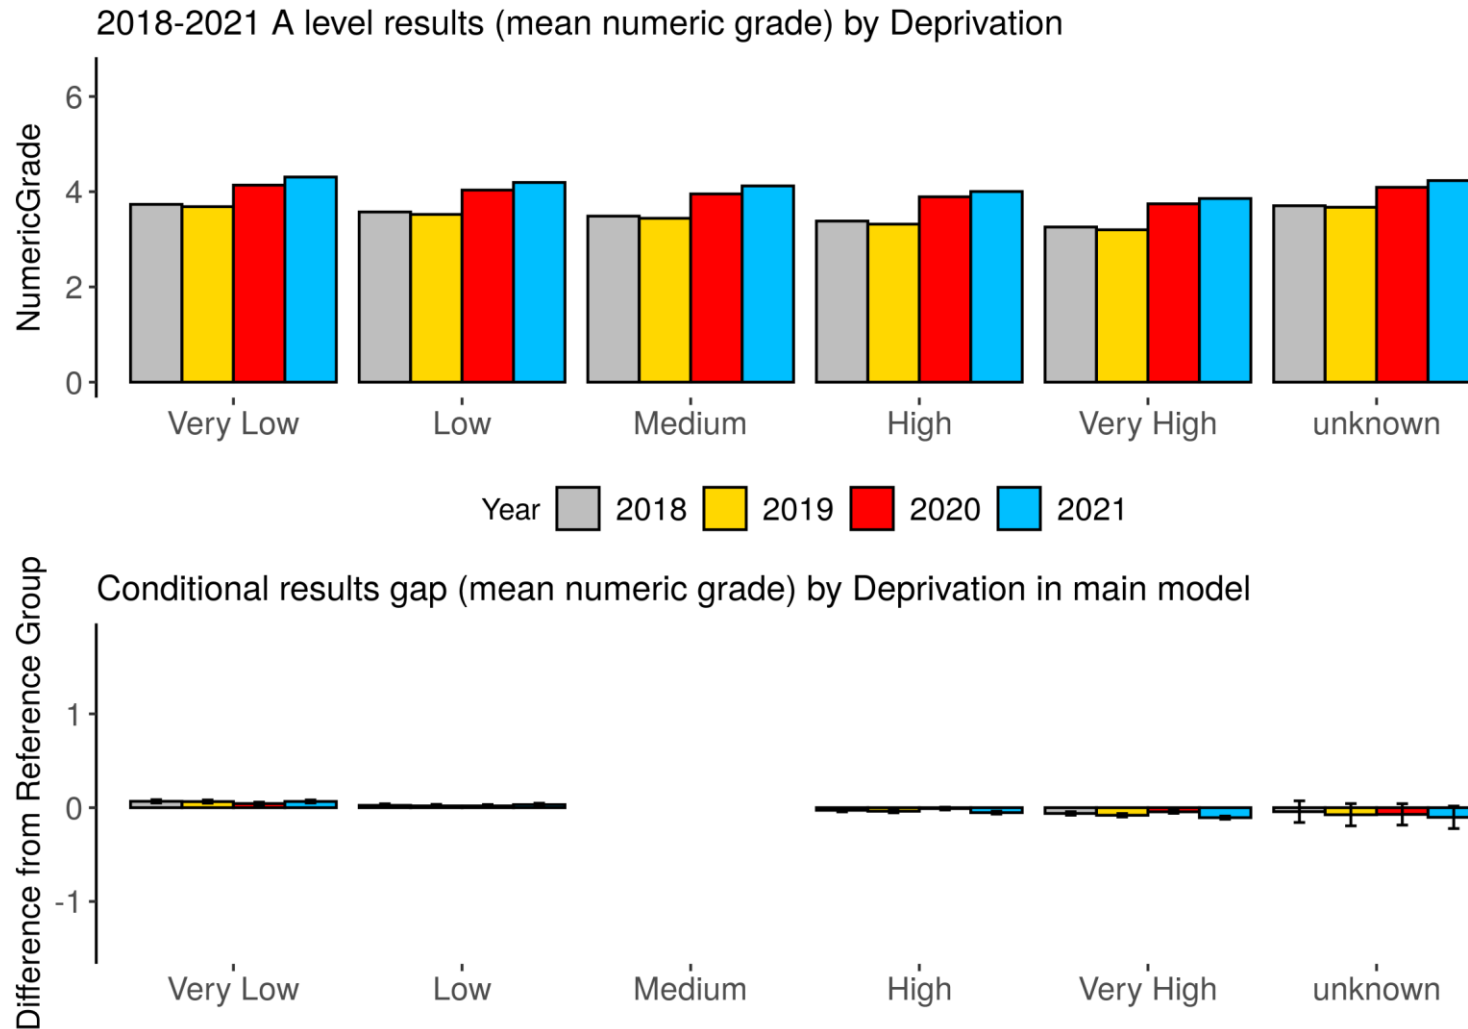 2018-2021 A level results (mean numeric grade) by Deprivation
NumericGrade
6
4
2
0
Very Low Low Medium High Very High unknown
Year 2018 2019 2020 2021
Conditional results gap (mean numeric grade) by Deprivation in main model
Difference from Reference Group
1
0
-1
Very Low Low Medium High Very High unknown